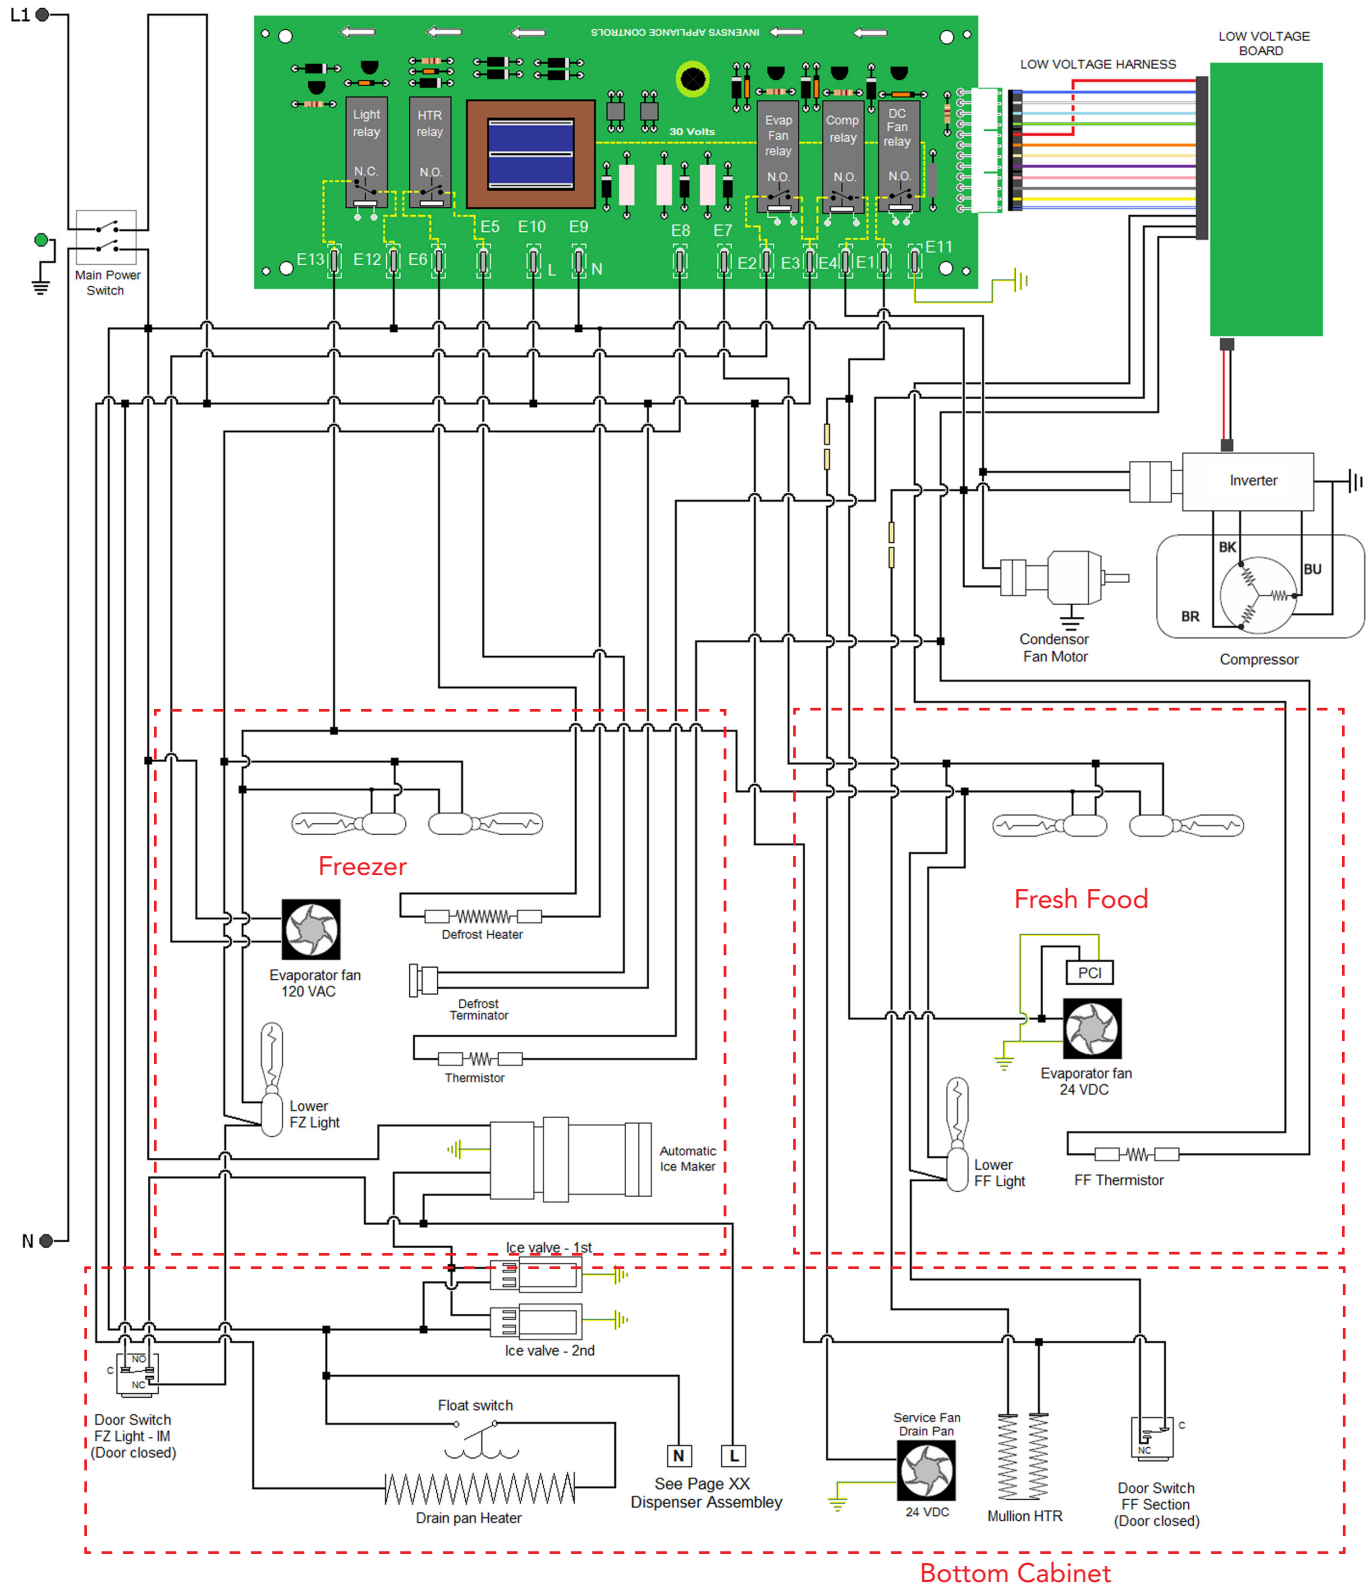 L1
INVENSYS APPLIANCE CONTROLS
LOW VOLTAGE
BOARD
LOW VOLTAGE HARNESS
Light
relay
N.C.
HTR
relay
N.O.
30 Volts
Evap
Fan
relay
N.O.
Comp
relay
N.O.
DC
Fan
relay
N.O.
E13
E12
E6
E5
E10
L
E9
N
E8
E7
E2
E3
E4
E1
E11
Main Power
Switch
Inverter
BK
BU
BR
Compressor
Condensor
Fan Motor
Freezer
Fresh Food
Defrost Heater
Evaporator fan
120 VAC
Defrost
Terminator
Thermistor
PCI
Evaporator fan
24 VDC
Lower
FZ Light
Automatic
Ice Maker
Lower
FF Light
FF Thermistor
N
Ice valve - 1st
Ice valve - 2nd
C
NO
NC
Door Switch
FZ Light - IM
(Door closed)
Float switch
Drain pan Heater
N
L
See Page XX
Dispenser Assembley
Service Fan
Drain Pan
24 VDC
Mullion HTR
C
NC
Door Switch
FF Section
(Door closed)
Bottom Cabinet